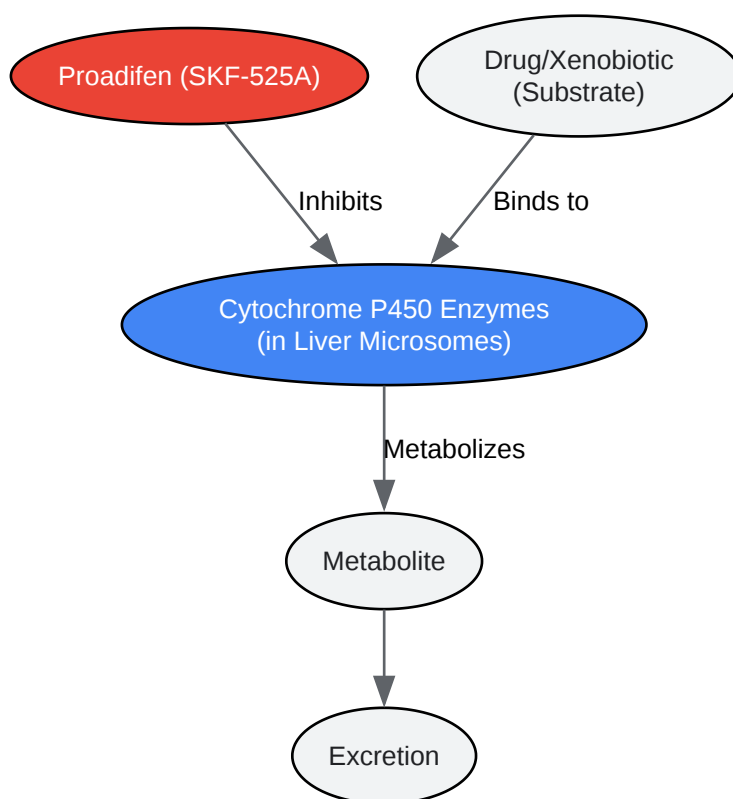 Proadifen (SKF-525A)
Drug/Xenobiotic
(Substrate)
Inhibits
Binds to
Cytochrome P450 Enzymes
(in Liver Microsomes)
Metabolizes
Metabolite
Excretion